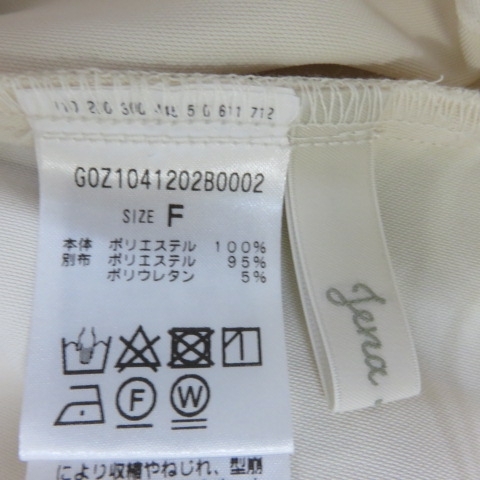 G0Z1041202B0002
SIZE F
本体 ポリエステル 100%
別布 ポリエステル 95%
ポリウレタン 5%
F
W
により収縮やねじれ、型崩
Jena